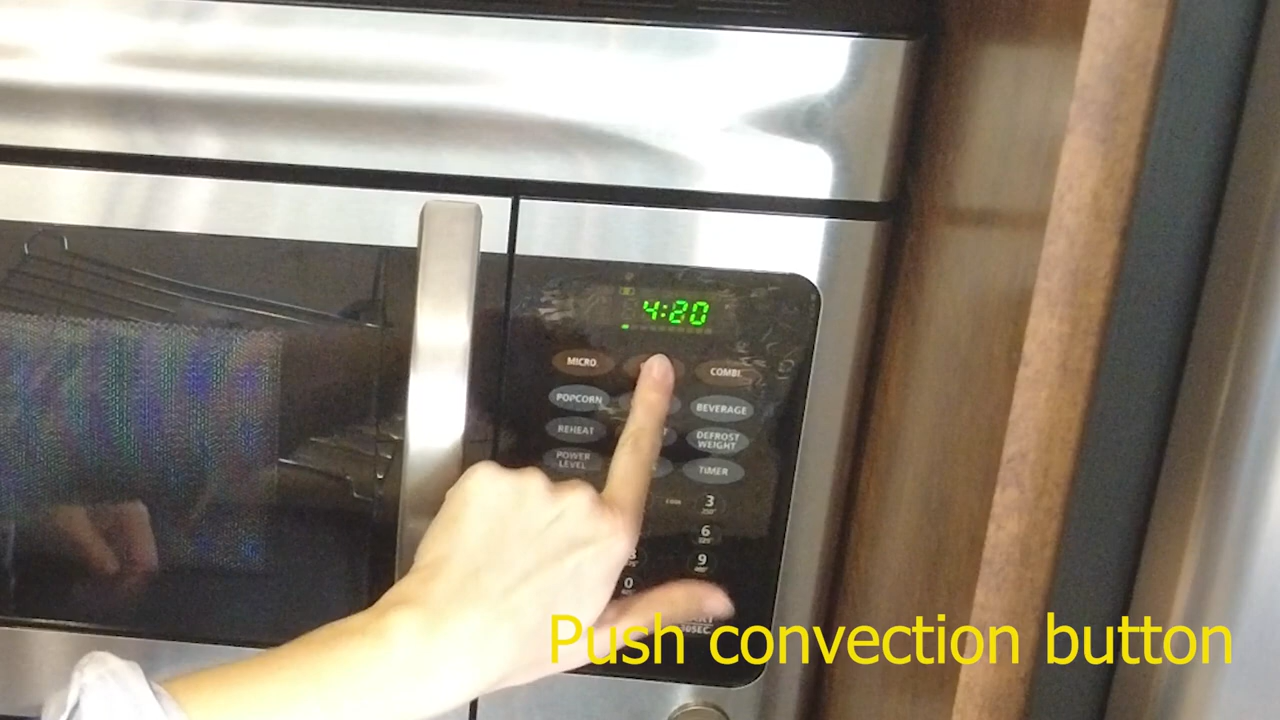 4:20
MICRO COMBI
POPCORN BEVERAGE
REHEAT DEFROST WEIGHT
POWER LEVEL TIMER
3
6
9
0
Push convection button